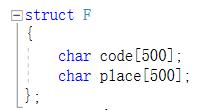 struct F
{
    char code[500];
    char place[500];
};